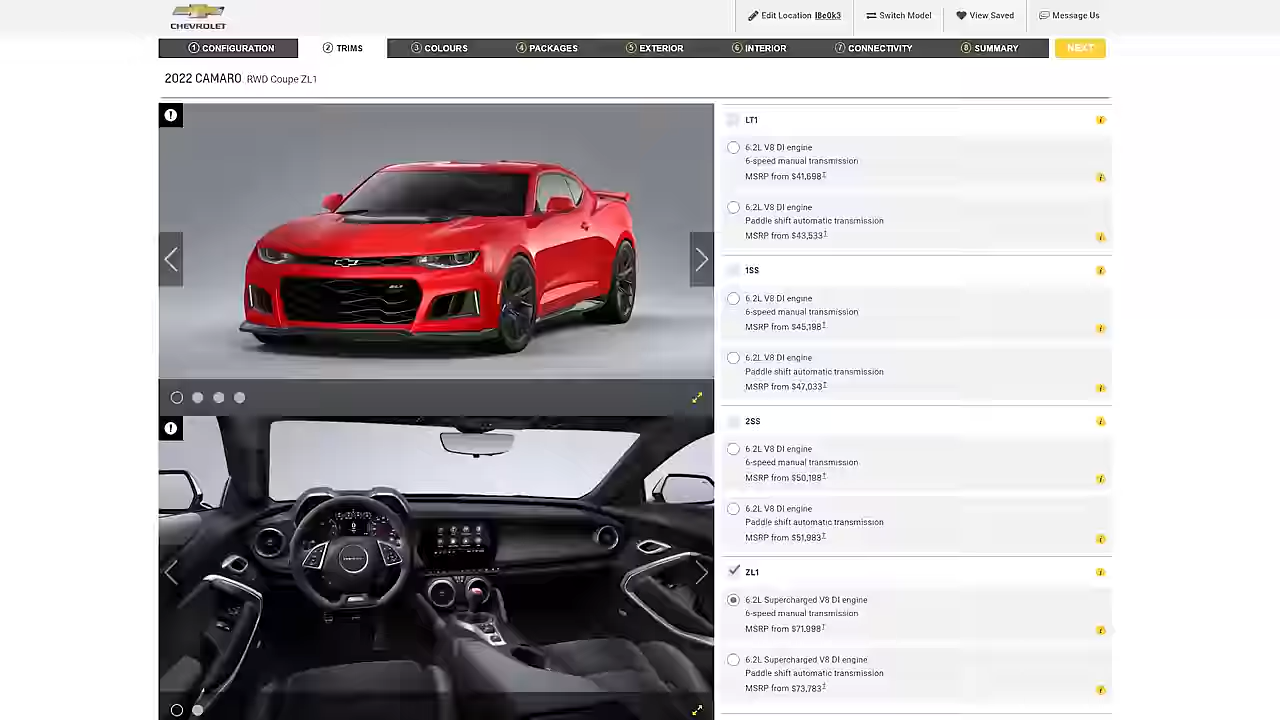 CHEVROLET
Edit Location I8e0k3
Switch Model
View Saved
Message Us
1 CONFIGURATION
2 TRIMS
3 COLOURS
4 PACKAGES
5 EXTERIOR
6 INTERIOR
7 CONNECTIVITY
8 SUMMARY
NEXT
2022 CAMARO RWD Coupe ZL1
LT1
6.2L V8 DI engine
6-speed manual transmission
MSRP from $41,698‡
6.2L V8 DI engine
Paddle shift automatic transmission
MSRP from $43,533‡
1SS
6.2L V8 DI engine
6-speed manual transmission
MSRP from $45,198‡
6.2L V8 DI engine
Paddle shift automatic transmission
MSRP from $47,033‡
2SS
6.2L V8 DI engine
6-speed manual transmission
MSRP from $50,198‡
6.2L V8 DI engine
Paddle shift automatic transmission
MSRP from $51,983‡
ZL1
6.2L Supercharged V8 DI engine
6-speed manual transmission
MSRP from $71,998‡
6.2L Supercharged V8 DI engine
Paddle shift automatic transmission
MSRP from $73,783‡